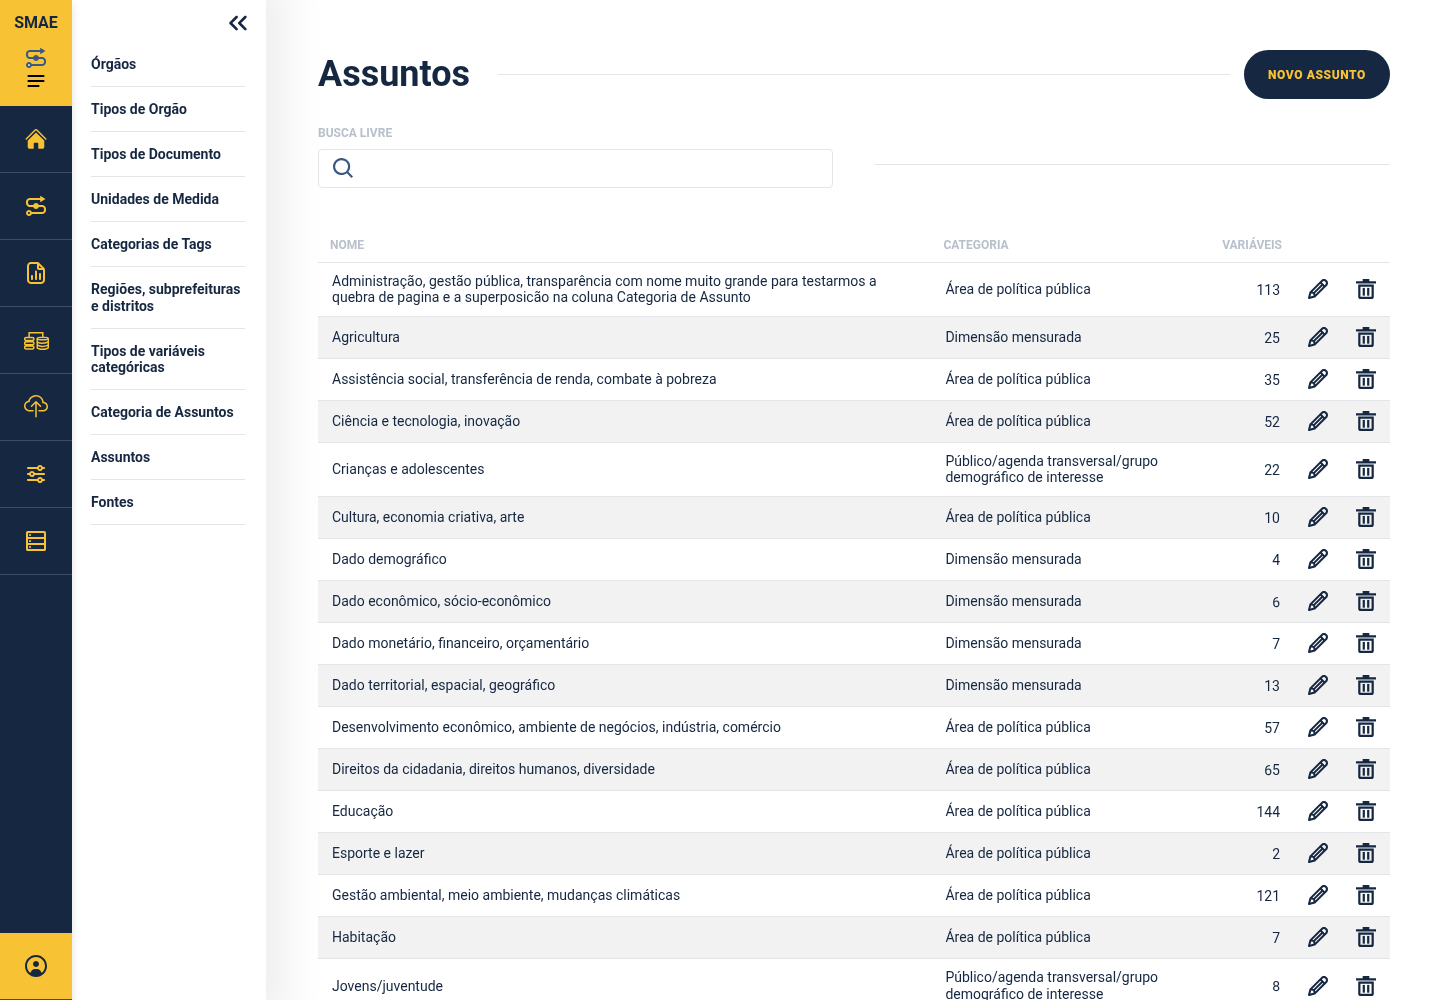 SMAE
Órgãos
Tipos de Orgão
Tipos de Documento
Unidades de Medida
Categorias de Tags
Regiões, subprefeituras
e distritos
Tipos de variáveis
categóricas
Categoria de Assuntos
Assuntos
Fontes
Assuntos
NOVO ASSUNTO
BUSCA LIVRE
NOME CATEGORIA VARIÁVEIS
Administração, gestão pública, transparência com nome muito grande para testarmos a
quebra de pagina e a superposicão na coluna Categoria de Assunto
Área de política pública 113
Agricultura Dimensão mensurada 25
Assistência social, transferência de renda, combate à pobreza Área de política pública 35
Ciência e tecnologia, inovação Área de política pública 52
Crianças e adolescentes
Público/agenda transversal/grupo
demográfico de interesse
22
Cultura, economia criativa, arte Área de política pública 10
Dado demográfico Dimensão mensurada 4
Dado econômico, sócio-econômico Dimensão mensurada 6
Dado monetário, financeiro, orçamentário Dimensão mensurada 7
Dado territorial, espacial, geográfico Dimensão mensurada 13
Desenvolvimento econômico, ambiente de negócios, indústria, comércio Área de política pública 57
Direitos da cidadania, direitos humanos, diversidade Área de política pública 65
Educação Área de política pública 144
Esporte e lazer Área de política pública 2
Gestão ambiental, meio ambiente, mudanças climáticas Área de política pública 121
Habitação Área de política pública 7
Jovens/juventude
Público/agenda transversal/grupo
demográfico de interesse
8